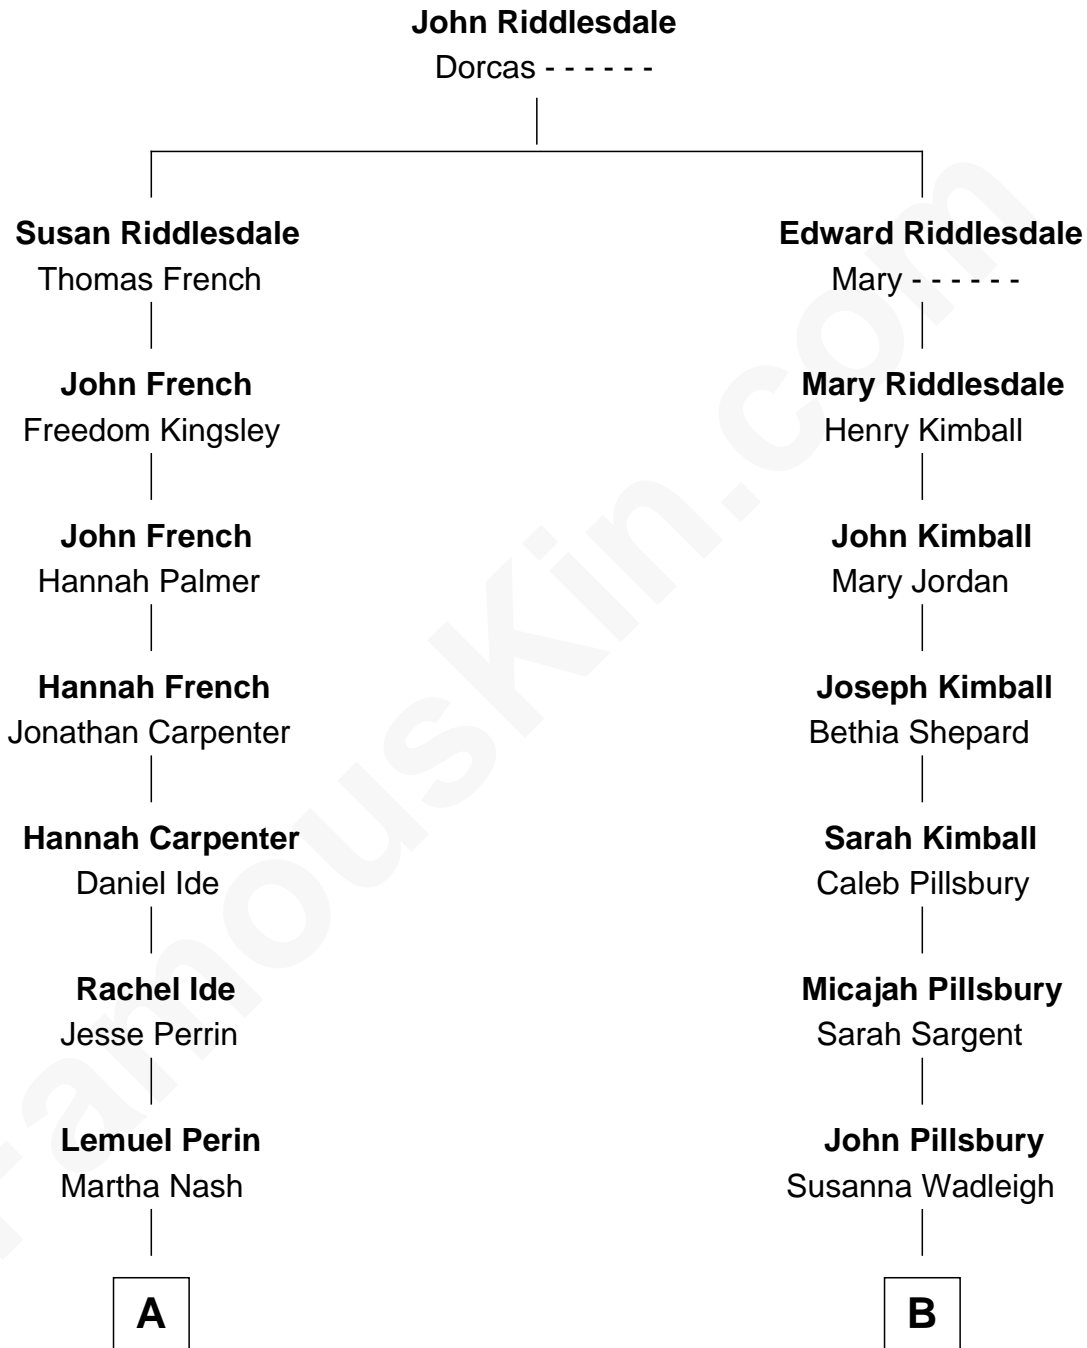 John Riddlesdale
Dorcas - - - - - -
Susan Riddlesdale
Thomas French
John French
Freedom Kingsley
John French
Hannah Palmer
Hannah French
Jonathan Carpenter
Hannah Carpenter
Daniel Ide
Rachel Ide
Jesse Perrin
Lemuel Perin
Martha Nash
A
Edward Riddlesdale
Mary - - - - - -
Mary Riddlesdale
Henry Kimball
John Kimball
Mary Jordan
Joseph Kimball
Bethia Shepard
Sarah Kimball
Caleb Pillsbury
Micajah Pillsbury
Sarah Sargent
John Pillsbury
Susanna Wadleigh
B
FamousKin.com